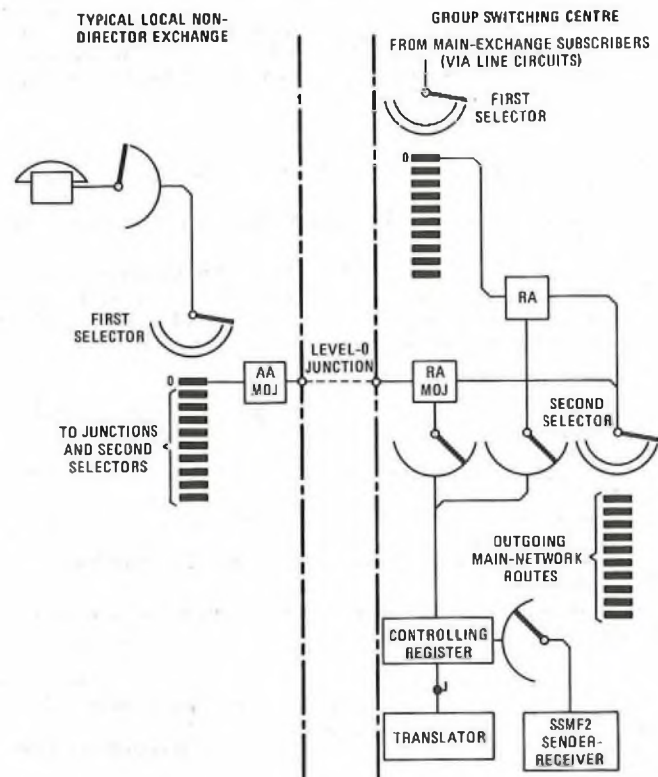 TYPICAL LOCAL NON-
DIRECTOR EXCHANGE
GROUP SWITCHING CENTRE
FROM MAIN-EXCHANGE SUBSCRIBERS
(VIA LINE CIRCUITS)
FIRST
SELECTOR
0
RA
FIRST
SELECTOR
0
AA
MOJ
LEVEL-0
JUNCTION
RA
MOJ
SECOND
SELECTOR
TO JUNCTIONS
AND SECOND
SELECTORS
OUTGOING
MAIN-NETWORK
ROUTES
CONTROLLING
REGISTER
TRANSLATOR
SSMF2
SENDER-
RECEIVER